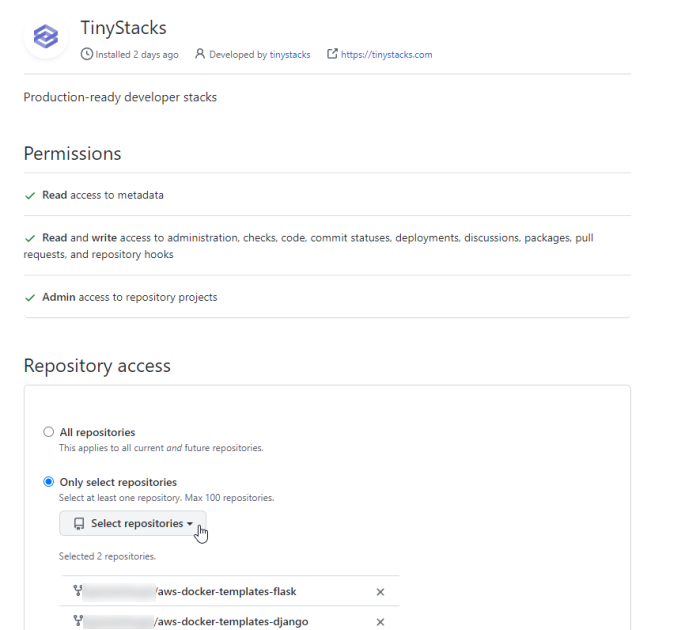 TinyStacks
Installed 2 days ago Developed by tinystacks https://tinystacks.com
Production-ready developer stacks
Permissions
Read access to metadata
Read and write access to administration, checks, code, commit statuses, deployments, discussions, packages, pull
requests, and repository hooks
Admin access to repository projects
Repository access
All repositories
This applies to all current and future repositories.
Only select repositories
Select at least one repository. Max 100 repositories.
Select repositories
Selected 2 repositories.
/aws-docker-templates-flask
/aws-docker-templates-django